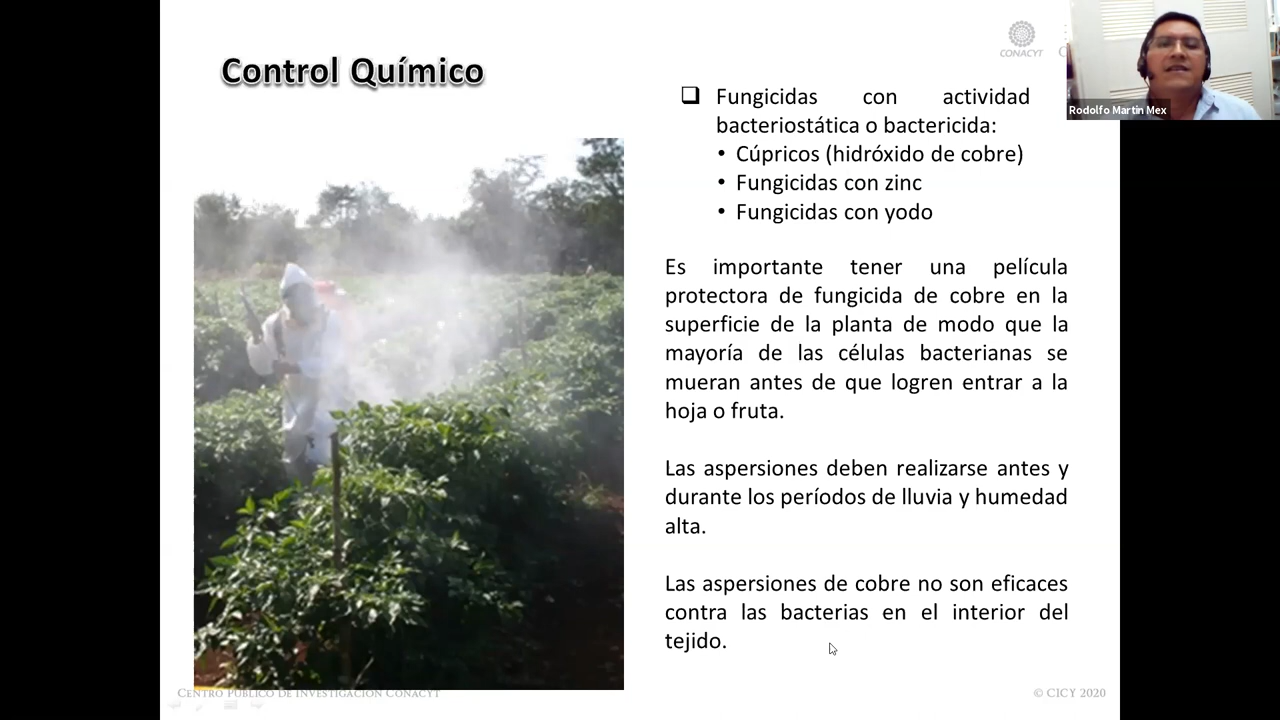 Control Químico
CONACYT
Rodolfo Martin Mex
❑ Fungicidas con actividad
bacteriostática o bactericida:
• Cúpricos (hidróxido de cobre)
• Fungicidas con zinc
• Fungicidas con yodo
Es importante tener una película
protectora de fungicida de cobre en la
superficie de la planta de modo que la
mayoría de las células bacterianas se
mueran antes de que logren entrar a la
hoja o fruta.
Las aspersiones deben realizarse antes y
durante los períodos de lluvia y humedad
alta.
Las aspersiones de cobre no son eficaces
contra las bacterias en el interior del
tejido.
CENTRO PÚBLICO DE INVESTIGACIÓN CONACYT
© CICY 2020